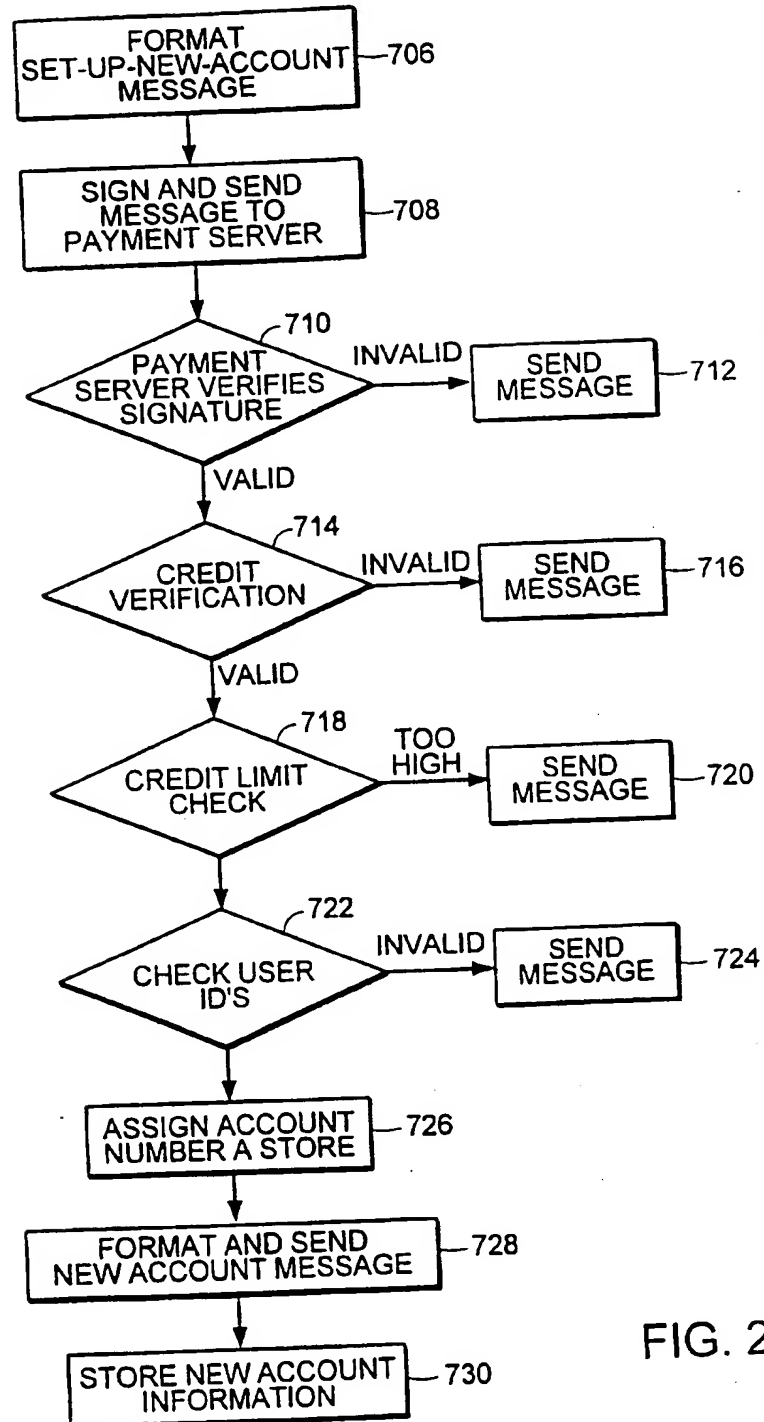 FORMAT
SET-UP-NEW-ACCOUNT
MESSAGE
706
SIGN AND SEND
MESSAGE TO
PAYMENT SERVER
708
710
PAYMENT
SERVER VERIFIES
SIGNATURE
INVALID
SEND
MESSAGE
712
VALID
714
CREDIT
VERIFICATION
INVALID
SEND
MESSAGE
716
VALID
718
CREDIT LIMIT
CHECK
TOO
HIGH
SEND
MESSAGE
720
722
CHECK USER
ID'S
INVALID
SEND
MESSAGE
724
ASSIGN ACCOUNT
NUMBER A STORE
726
FORMAT AND SEND
NEW ACCOUNT MESSAGE
728
STORE NEW ACCOUNT
INFORMATION
730
FIG. 2